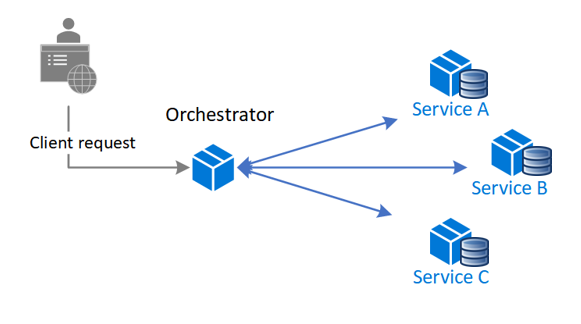 Orchestrator
Client request
Service A
Service B
Service C